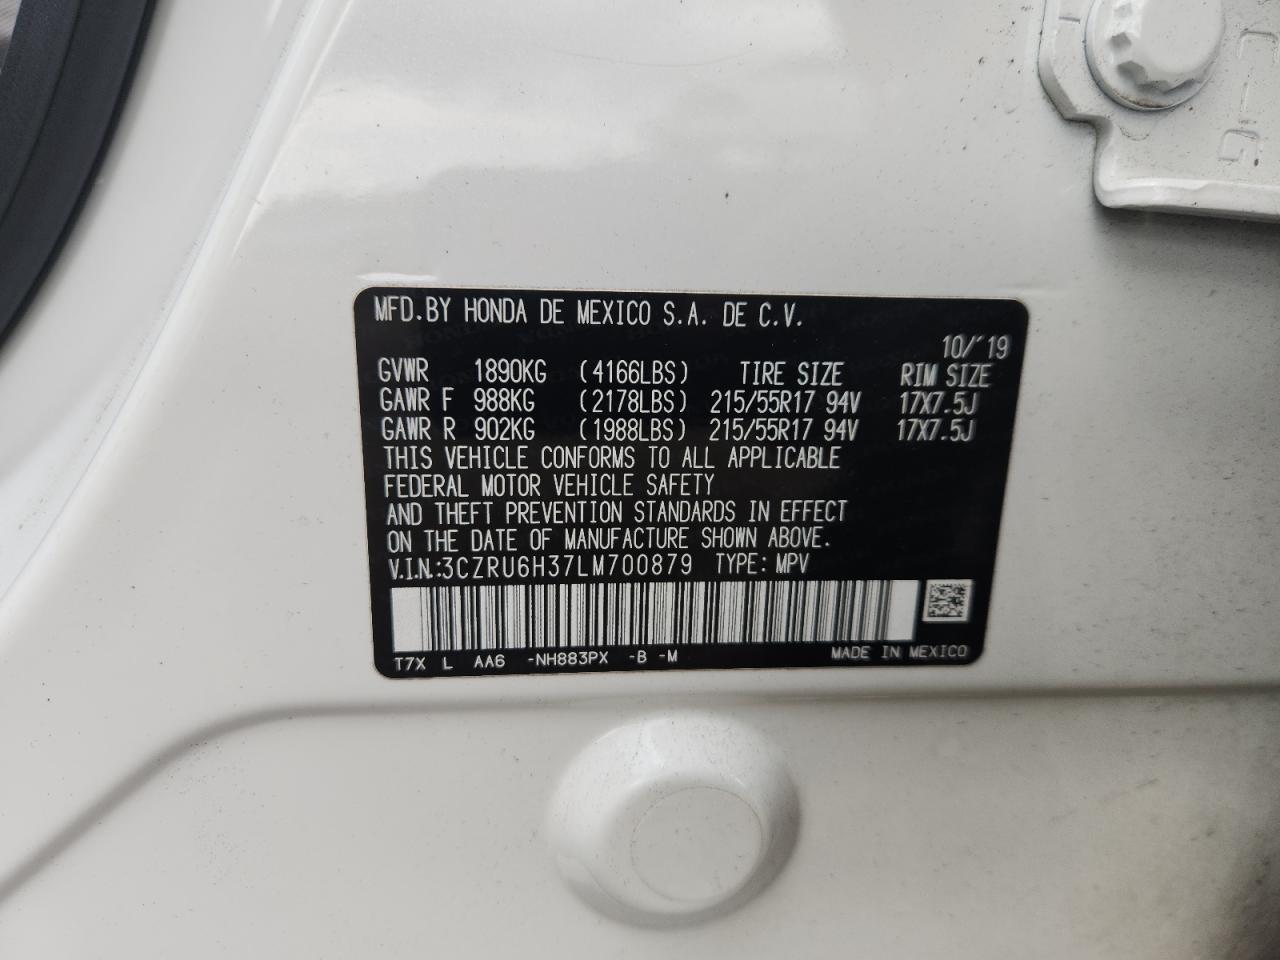 MFD.BY HONDA DE MEXICO S.A. DE C.V.
10/'19
GVWR 1890KG (4166LBS) TIRE SIZE RIM SIZE
GAWR F 988KG (2178LBS) 215/55R17 94V 17X7.5J
GAWR R 902KG (1988LBS) 215/55R17 94V 17X7.5J
THIS VEHICLE CONFORMS TO ALL APPLICABLE
FEDERAL MOTOR VEHICLE SAFETY
AND THEFT PREVENTION STANDARDS IN EFFECT
ON THE DATE OF MANUFACTURE SHOWN ABOVE.
V.I.N.:3CZRU6H37LM700879 TYPE: MPV
T7X L AA6 -NH883PX -B -M MADE IN MEXICO